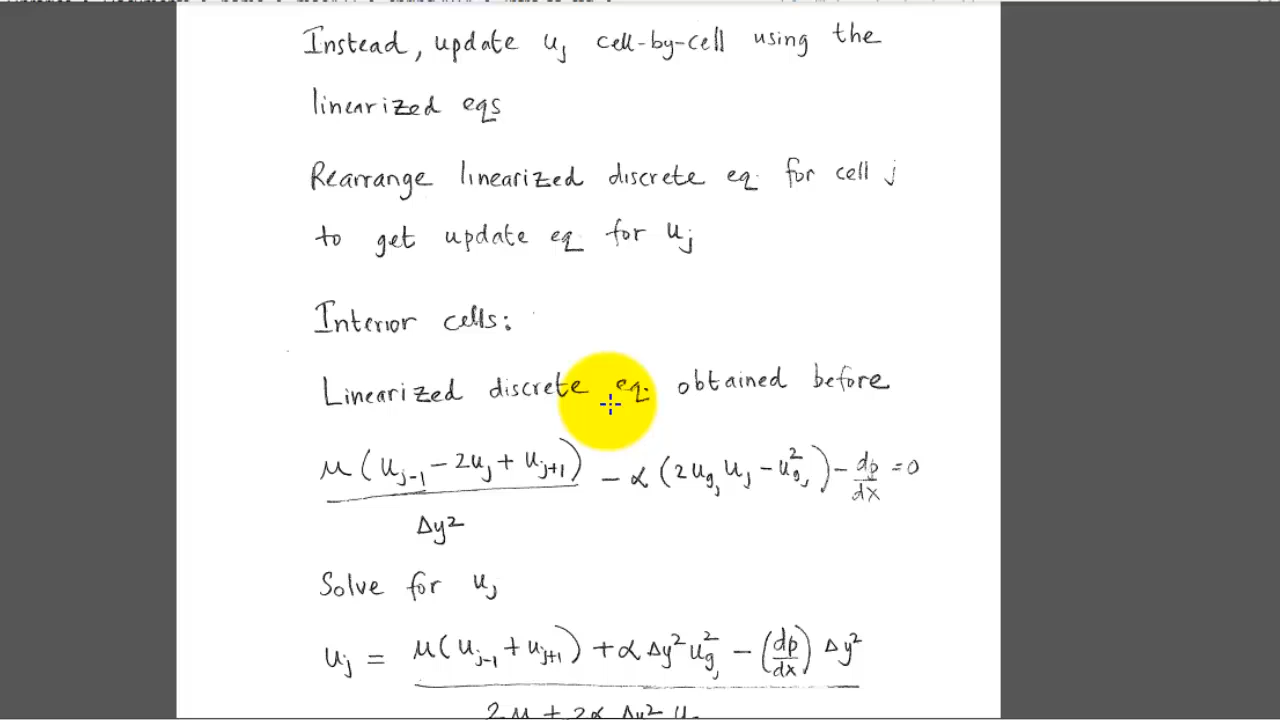 Instead, update u_j cell-by-cell using the
linearized eqs
Rearrange linearized discrete eq. for cell j
to get update eq for u_j
Interior cells:
Linearized discrete eq. obtained before
μ(u_{j-1} - 2u_j + u_{j+1}) / Δy² - α(2u_{g_j} u_j - u_{g_j}²) - dp/dx = 0
Solve for u_j
u_j = μ(u_{j-1} + u_{j+1}) + αΔy² u_{g_j}² - (dp/dx) Δy²
2μ + 2α Δy² u